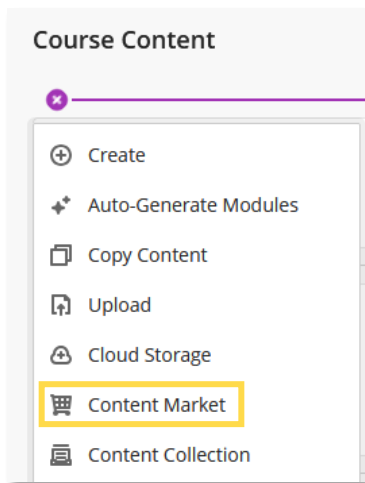 Course Content
Create
Auto-Generate Modules
Copy Content
Upload
Cloud Storage
Content Market
Content Collection